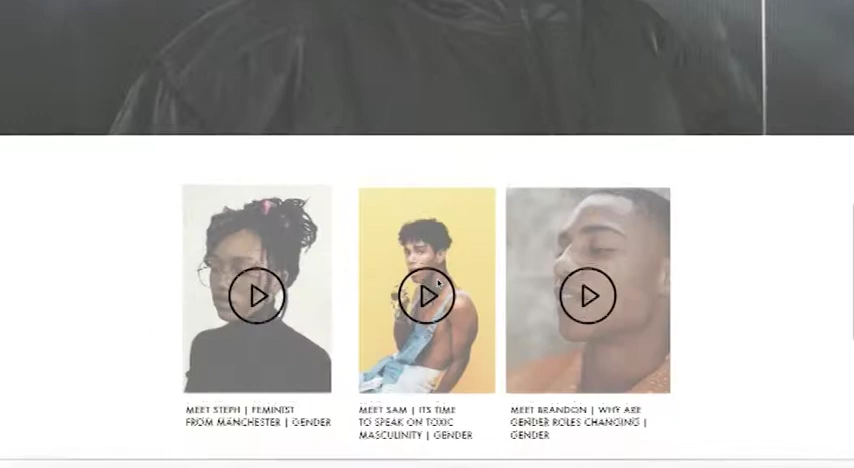 MEET STEPH | FEMINIST
FROM MANCHESTER | GENDER
MEET SAM | ITS TIME
TO SPEAK ON TOXIC
MASCULINITY | GENDER
MEET BRANDON | WHY ARE
GENDER ROLES CHANGING |
GENDER